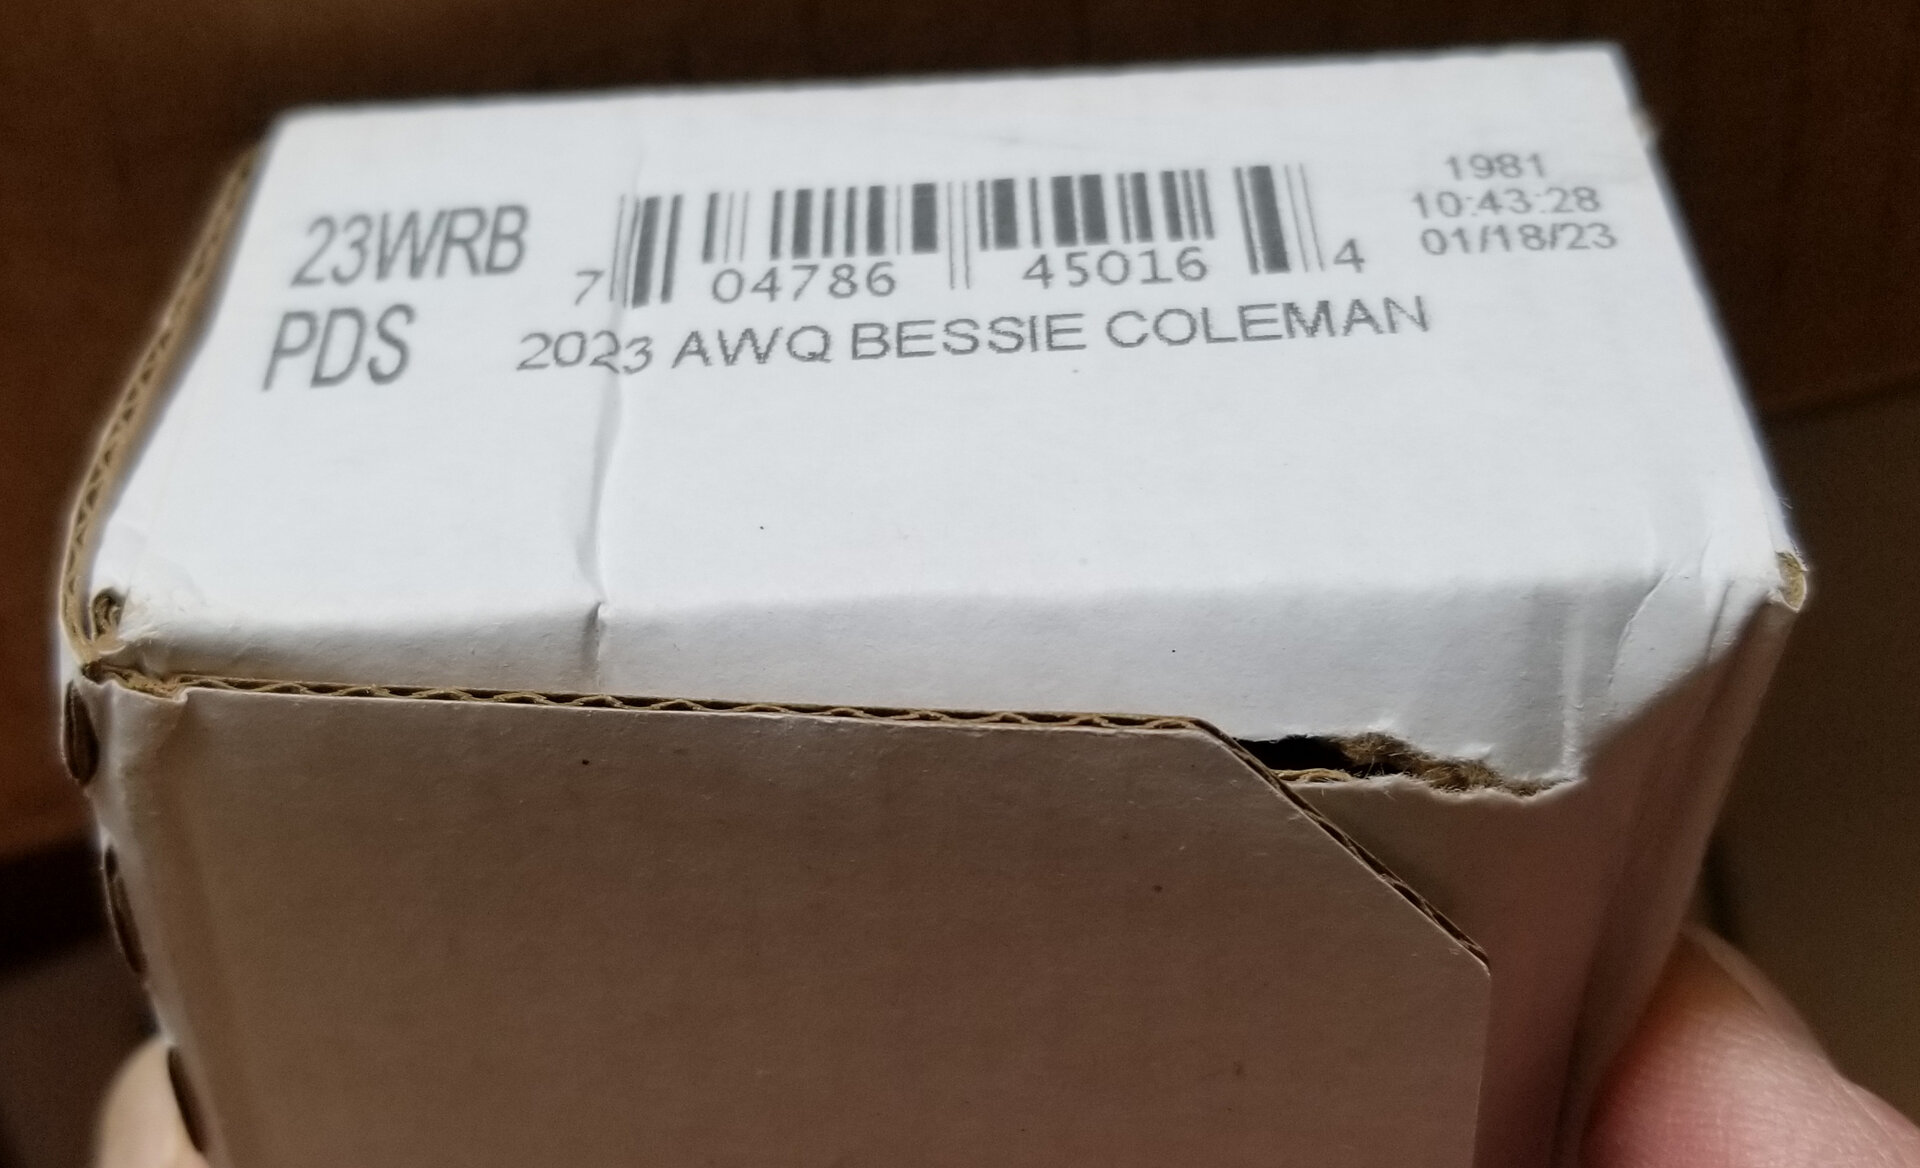 23WRB
PDS
7 04786 45016 4
2023 AWQ BESSIE COLEMAN
1981
10:43:28
01/18/23